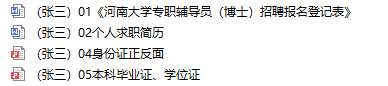 （张三）01《河南大学专职辅导员（博士）招聘报名登记表》
（张三）02个人求职简历
（张三）04身份证正反面
（张三）05本科毕业证、学位证